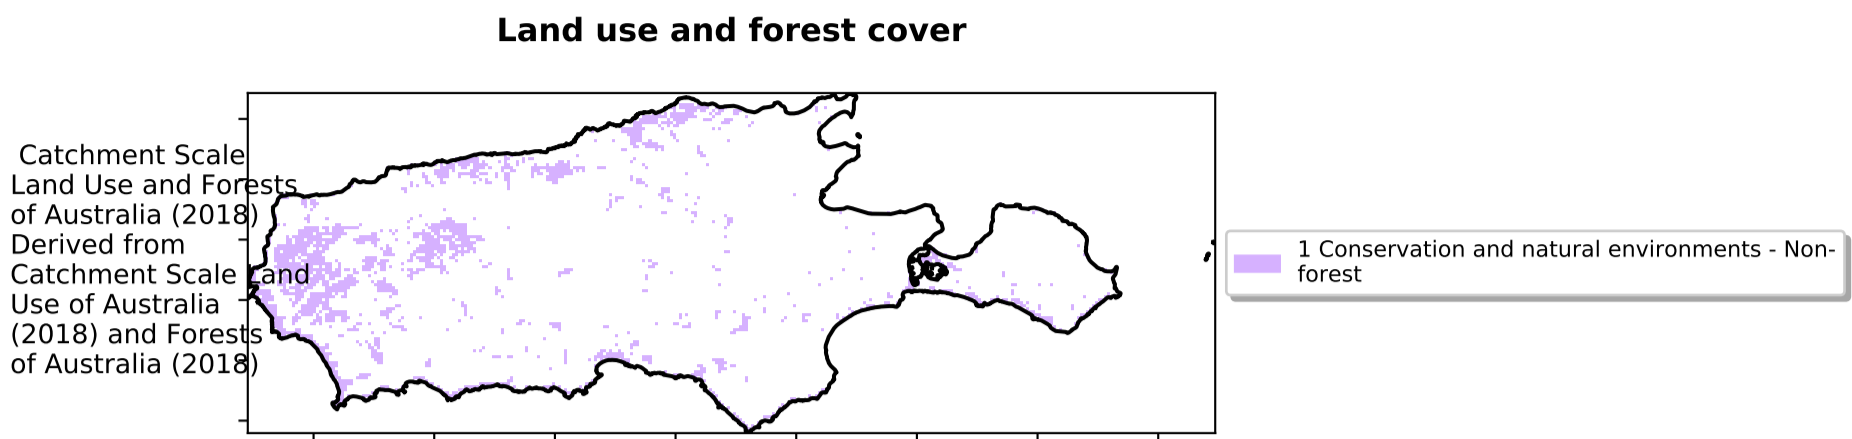 Land use and forest cover
Catchment Scale
Land Use and Forests
of Australia (2018)
Derived from
Catchment Scale Land
Use of Australia
(2018) and Forests
of Australia (2018)
1 Conservation and natural environments - Non-
forest